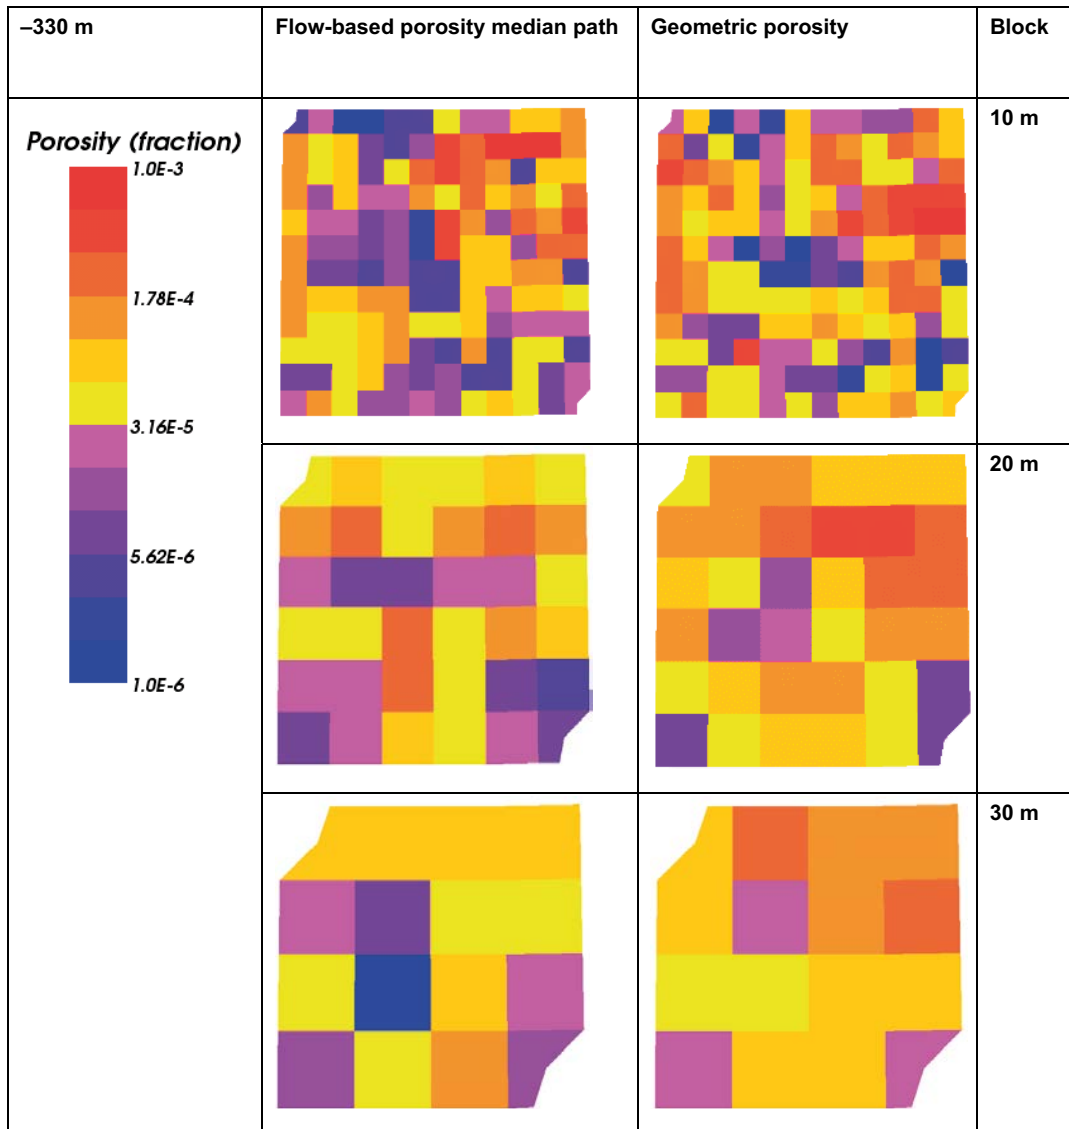 –330 m
Flow-based porosity median path
Geometric porosity
Block
Porosity (fraction)
1.0E-3
1.78E-4
3.16E-5
5.62E-6
1.0E-6
10 m
20 m
30 m